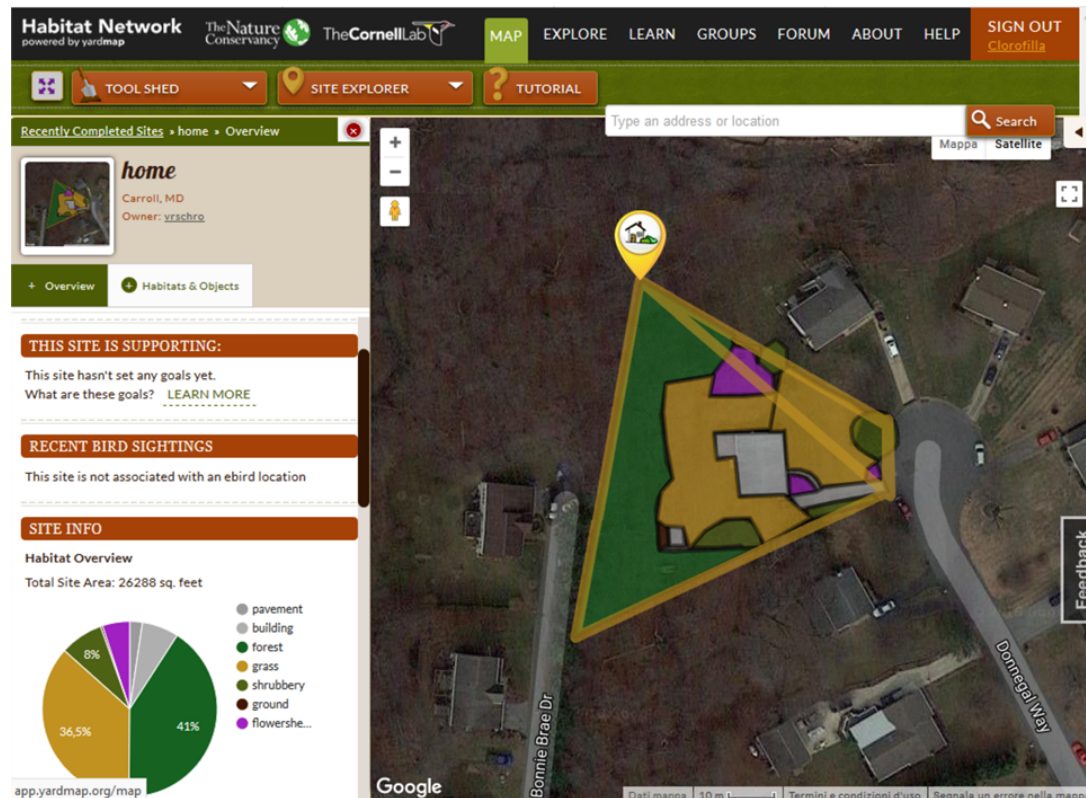 Habitat Network
powered by yardmap
The Nature
Conservancy
TheCornellLab
MAP
EXPLORE
LEARN
GROUPS
FORUM
ABOUT
HELP
SIGN OUT
Clorofilla
TOOL SHED
SITE EXPLORER
TUTORIAL
Type an address or location
Search
Recently Completed Sites » home » Overview
Mappa
Satellite
home
Carroll, MD
Owner: vrschro
+ Overview
Habitats & Objects
THIS SITE IS SUPPORTING:
This site hasn't set any goals yet.
What are these goals? LEARN MORE
RECENT BIRD SIGHTINGS
This site is not associated with an ebird location
SITE INFO
Habitat Overview
Total Site Area: 26288 sq. feet
pavement
building
forest
grass
shrubbery
ground
flowershe...
8%
36,5%
41%
app.yardmap.org/map
Feedback
Donnegal Way
Bonnie Brae Dr
Google
Dati mappa
10 m
Termini e condizioni d'uso
Segnala un errore nella mappa